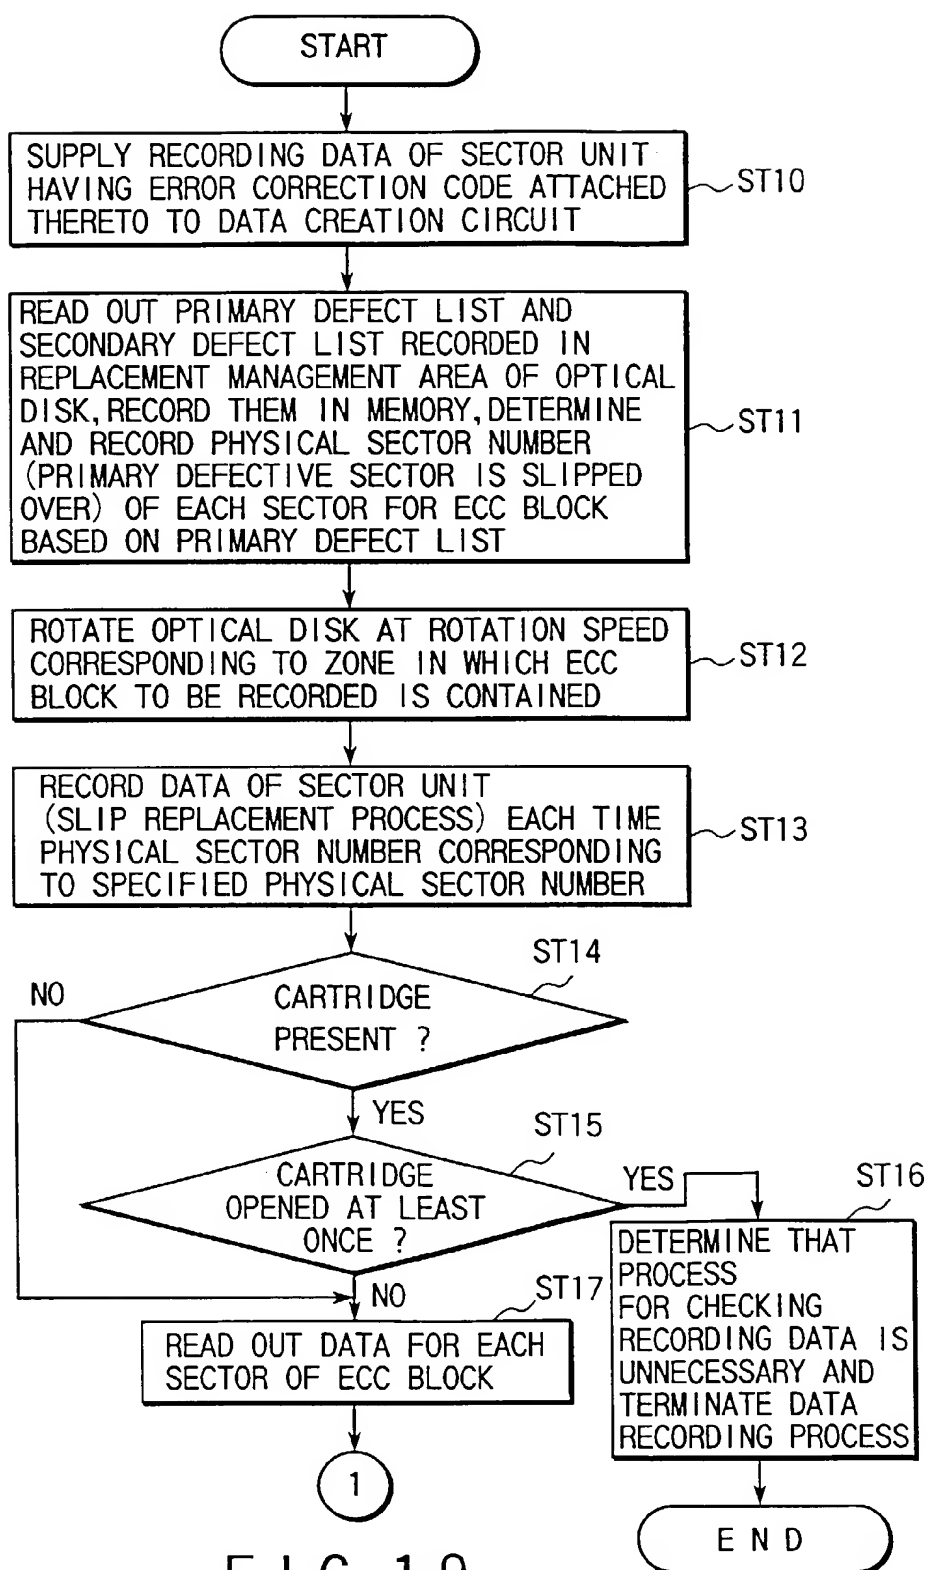 START
SUPPLY RECORDING DATA OF SECTOR UNIT
HAVING ERROR CORRECTION CODE ATTACHED
THERETO TO DATA CREATION CIRCUIT
ST10
READ OUT PRIMARY DEFECT LIST AND
SECONDARY DEFECT LIST RECORDED IN
REPLACEMENT MANAGEMENT AREA OF OPTICAL
DISK, RECORD THEM IN MEMORY, DETERMINE
AND RECORD PHYSICAL SECTOR NUMBER
(PRIMARY DEFECTIVE SECTOR IS SLIPPED
OVER) OF EACH SECTOR FOR ECC BLOCK
BASED ON PRIMARY DEFECT LIST
ST11
ROTATE OPTICAL DISK AT ROTATION SPEED
CORRESPONDING TO ZONE IN WHICH ECC
BLOCK TO BE RECORDED IS CONTAINED
ST12
RECORD DATA OF SECTOR UNIT
(SLIP REPLACEMENT PROCESS) EACH TIME
PHYSICAL SECTOR NUMBER CORRESPONDING
TO SPECIFIED PHYSICAL SECTOR NUMBER
ST13
ST14
NO
CARTRIDGE
PRESENT ?
YES
ST15
CARTRIDGE
OPENED AT LEAST
ONCE ?
YES
ST16
DETERMINE THAT
PROCESS
FOR CHECKING
RECORDING DATA IS
UNNECESSARY AND
TERMINATE DATA
RECORDING PROCESS
NO
ST17
READ OUT DATA FOR EACH
SECTOR OF ECC BLOCK
1
END